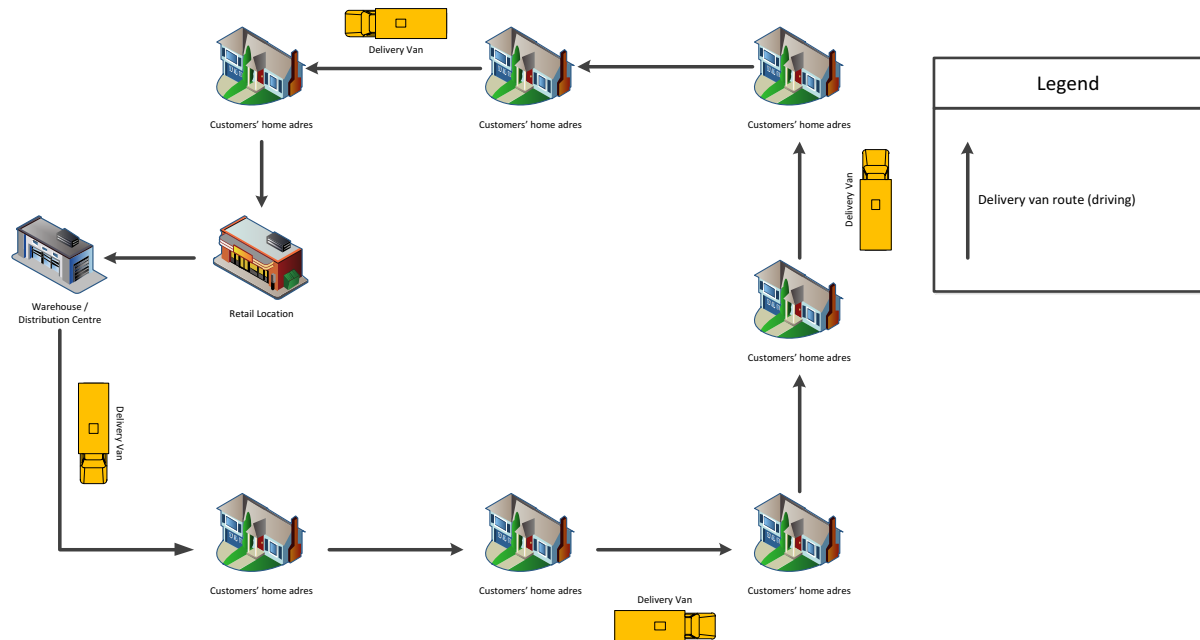 Delivery Van
Customers' home adres
Customers' home adres
Customers' home adres
Legend
Delivery van route (driving)
Delivery Van
Warehouse /
Distribution Centre
Retail Location
Customers' home adres
Delivery Van
Customers' home adres
Customers' home adres
Customers' home adres
Delivery Van